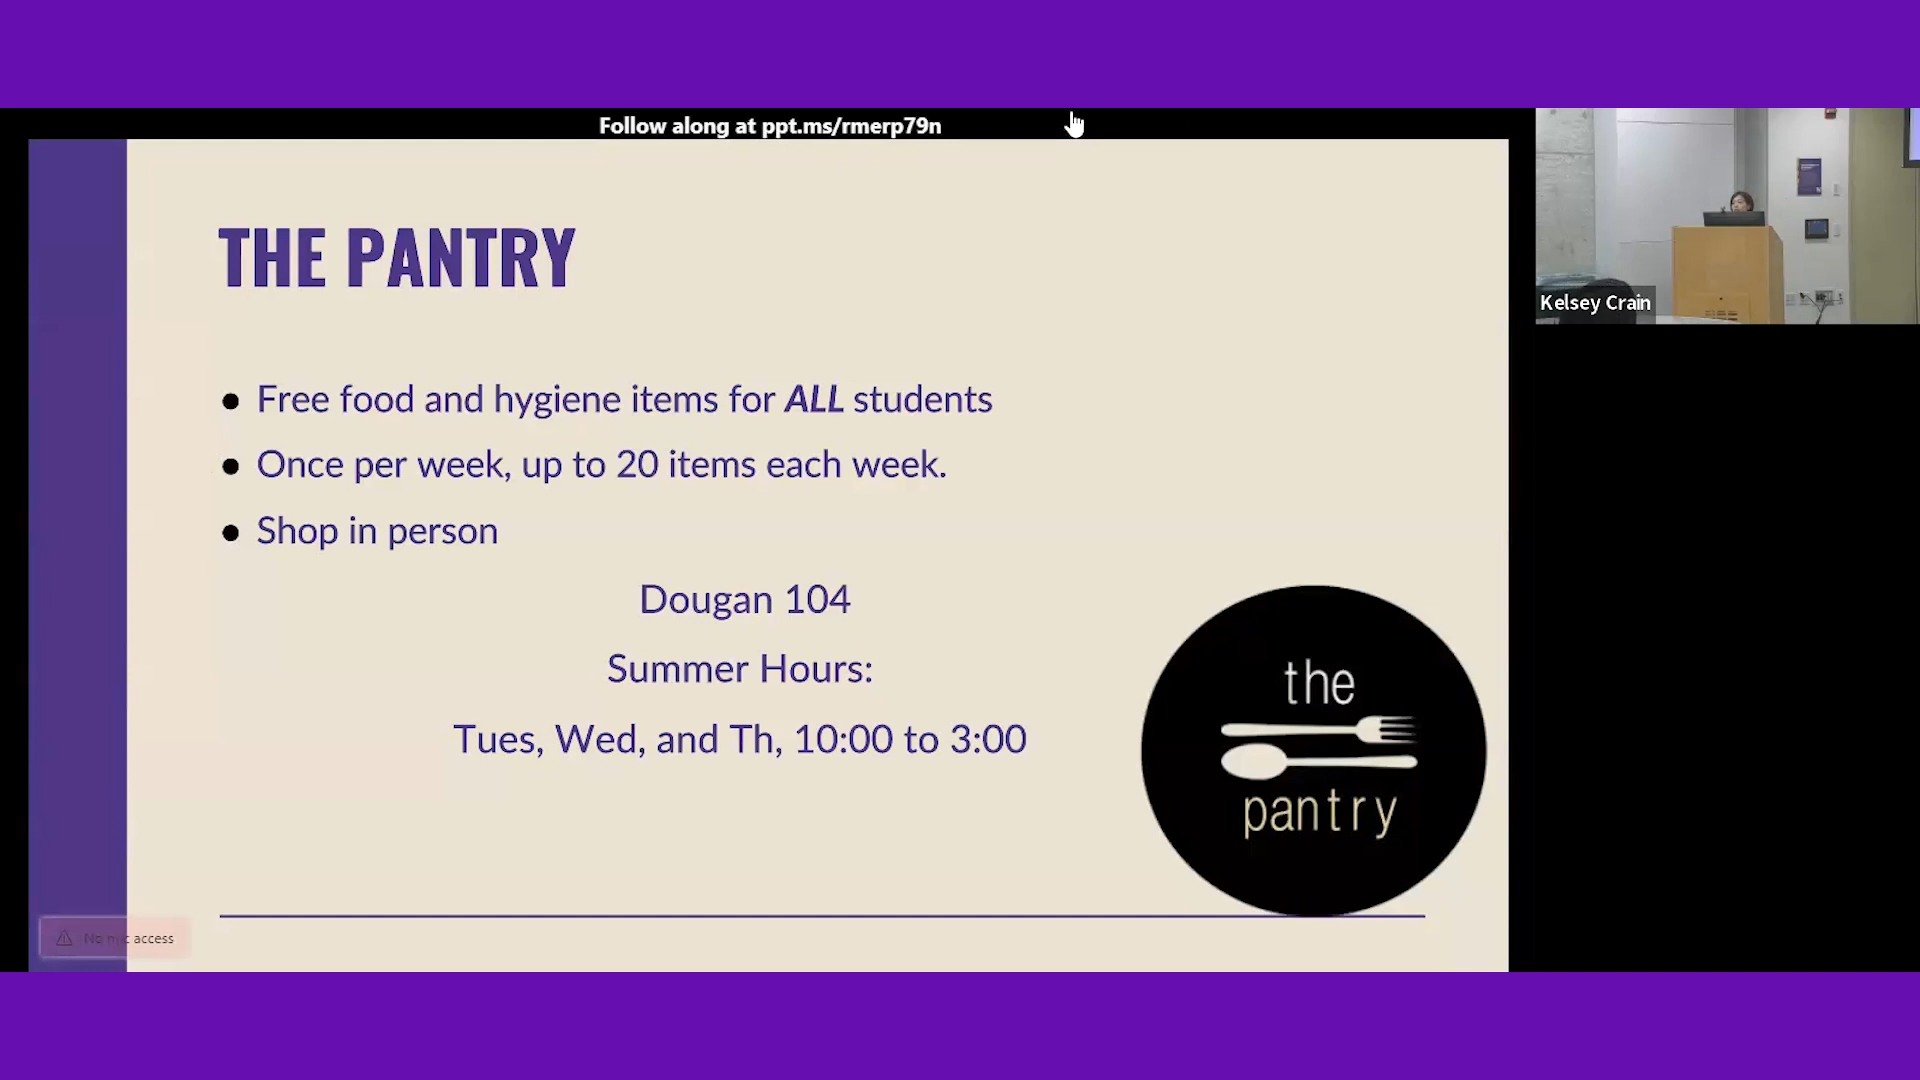 Follow along at ppt.ms/rmerp79n
THE PANTRY
Free food and hygiene items for ALL students
Once per week, up to 20 items each week.
Shop in person
Dougan 104
Summer Hours:
Tues, Wed, and Th, 10:00 to 3:00
the
pantry
No mic access
Kelsey Crain